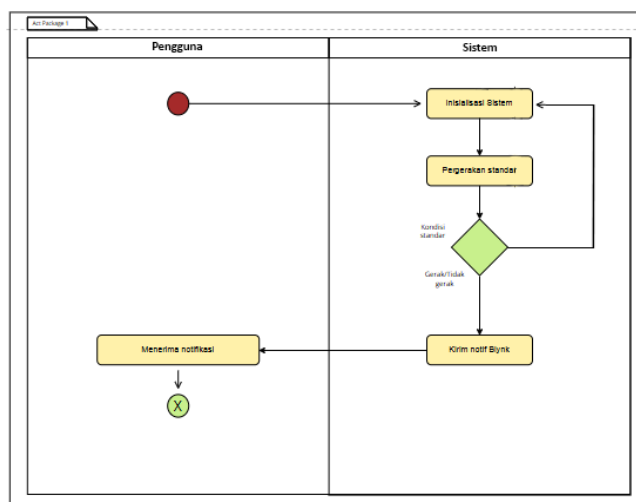 Act Package 1
Pengguna
Sistem
Inisialisasi Sistem
Pergerakan standar
Kondisi
standar
Gerak/Tidak
gerak
Menerima notifikasi
Kirim notif Blynk
X